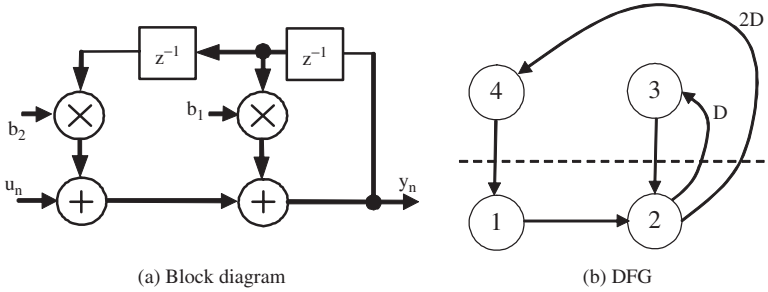 z⁻¹
z⁻¹
b₂
b₁
uₙ
yₙ
(a) Block diagram
2D
4
3
D
1
2
(b) DFG